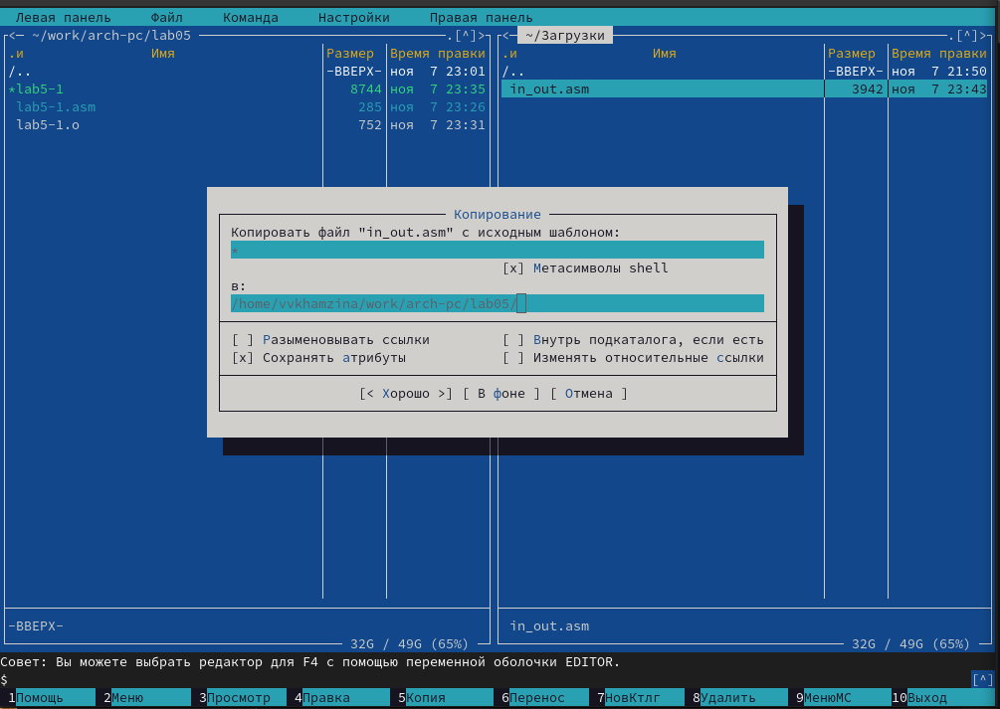 Левая панель Файл Команда Настройки Правая панель
<─ ~/work/arch-pc/lab05 .[^]> <─ ~/Загрузки .[^]>
.и Имя Размер Время правки .и Имя Размер Время правки
/.. -ВВЕРХ- ноя 7 23:01 /.. -ВВЕРХ- ноя 7 21:50
*lab5-1 8744 ноя 7 23:35 in_out.asm 3942 ноя 7 23:43
lab5-1.asm 285 ноя 7 23:26
lab5-1.o 752 ноя 7 23:31
Копирование
Копировать файл "in_out.asm" с исходным шаблоном:
*
[x] Метасимволы shell
в:
/home/vvkhamzina/work/arch-pc/lab05/
[ ] Разыменовывать ссылки [ ] Внутрь подкаталога, если есть
[x] Сохранять атрибуты [ ] Изменять относительные ссылки
[< Хорошо >] [ В фоне ] [ Отмена ]
-ВВЕРХ- in_out.asm
32G / 49G (65%) 32G / 49G (65%)
Совет: Вы можете выбрать редактор для F4 с помощью переменной оболочки EDITOR.
$ [^]
1Помощь 2Меню 3Просмотр 4Правка 5Копия 6Перенос 7НовКтлг 8Удалить 9МенюMC 10Выход